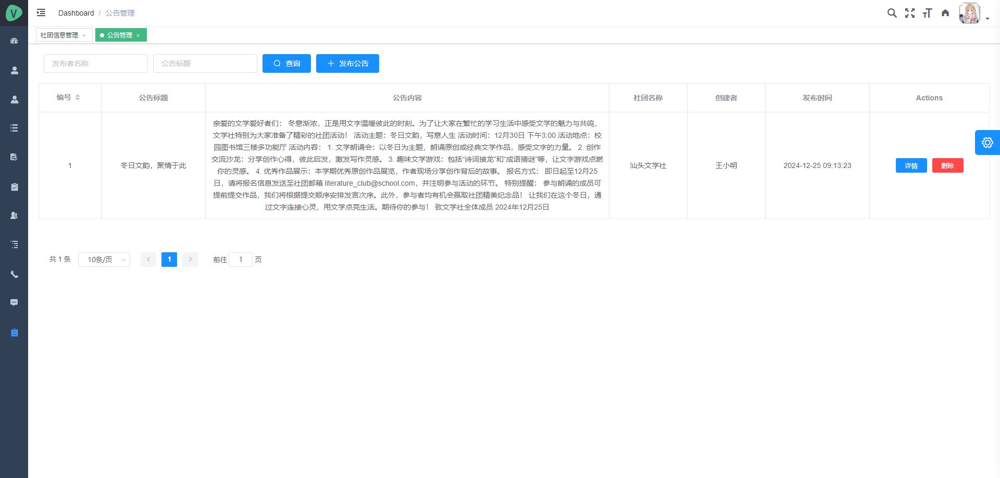 V
Dashboard / 公告管理
社团信息管理 ×
公告管理 ×
发布者名称
公告标题
查询
发布公告
编号
公告标题
公告内容
社团名称
创建者
发布时间
Actions
1
冬日文韵，聚情于此
亲爱的文学爱好者们： 冬意渐浓，正是用文字温暖彼此的时刻。为了让大家在繁忙的学习生活中感受文学的魅力与共鸣，
文学社特别为大家准备了精彩的社团活动！ 活动主题：冬日文韵，写意人生 活动时间：12月30日 下午3:00 活动地点：校
园图书馆三楼多功能厅 活动内容： 1. 文学朗诵会：以冬日为主题，朗诵原创或经典文学作品，感受文字的力量。 2. 创作
交流沙龙：分享创作心得，彼此启发，激发写作灵感。 3. 趣味文学游戏：包括“诗词接龙”和“成语猜谜”等，让文字游戏点燃
你的灵感。 4. 优秀作品展示：本学期优秀原创作品展览，作者现场分享创作背后的故事。 报名方式： 即日起至12月25
日，请将报名信息发送至社团邮箱 literature_club@school.com，并注明参与活动的环节。 特别提醒： 参与朗诵的成员可
提前提交作品，我们将根据提交顺序安排发言次序。此外，参与者均有机会赢取社团精美纪念品！ 让我们在这个冬日，通
过文字连接心灵，用文学点亮生活。期待你的参与！ 致文学社全体成员 2024年12月25日
汕头文学社
王小明
2024-12-25 09:13:23
详情
删除
共 1 条
10条/页
1
前往 1 页